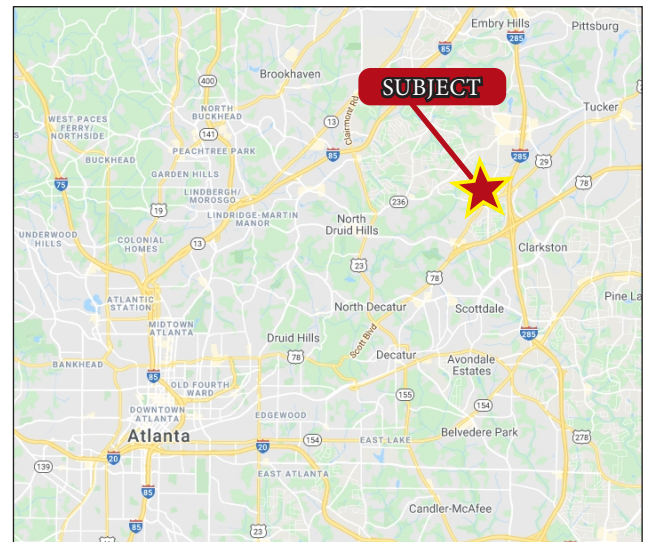 Embry Hills
Pittsburg
285
85
Brookhaven
400
SUBJECT
Tucker
NORTH
BUCKHEAD
WEST PACES
FERRY/
NORTHSIDE
13
Clairmont Rd
141
PEACHTREE PARK
85
285
29
BUCKHEAD
GARDEN HILLS
75
78
LINDBERGH/
MOROSGO
236
19
LINDRIDGE-MARTIN
MANOR
North
Druid Hills
UNDERWOOD
HILLS
COLONIAL
HOMES
13
Clarkston
23
78
ATLANTIC
STATION
Pine La
North Decatur
Scottdale
MIDTOWN
ATLANTA
Scott Blvd
285
Druid Hills
78
Decatur
Avondale
Estates
BANKHEAD
85
OLD FOURTH
WARD
155
DOWNTOWN
ATLANTA
EDGEWOOD
154
Atlanta
154
EAST LAKE
Belvedere Park
278
20
20
139
EAST ATLANTA
85
Candler-McAfee
85
23